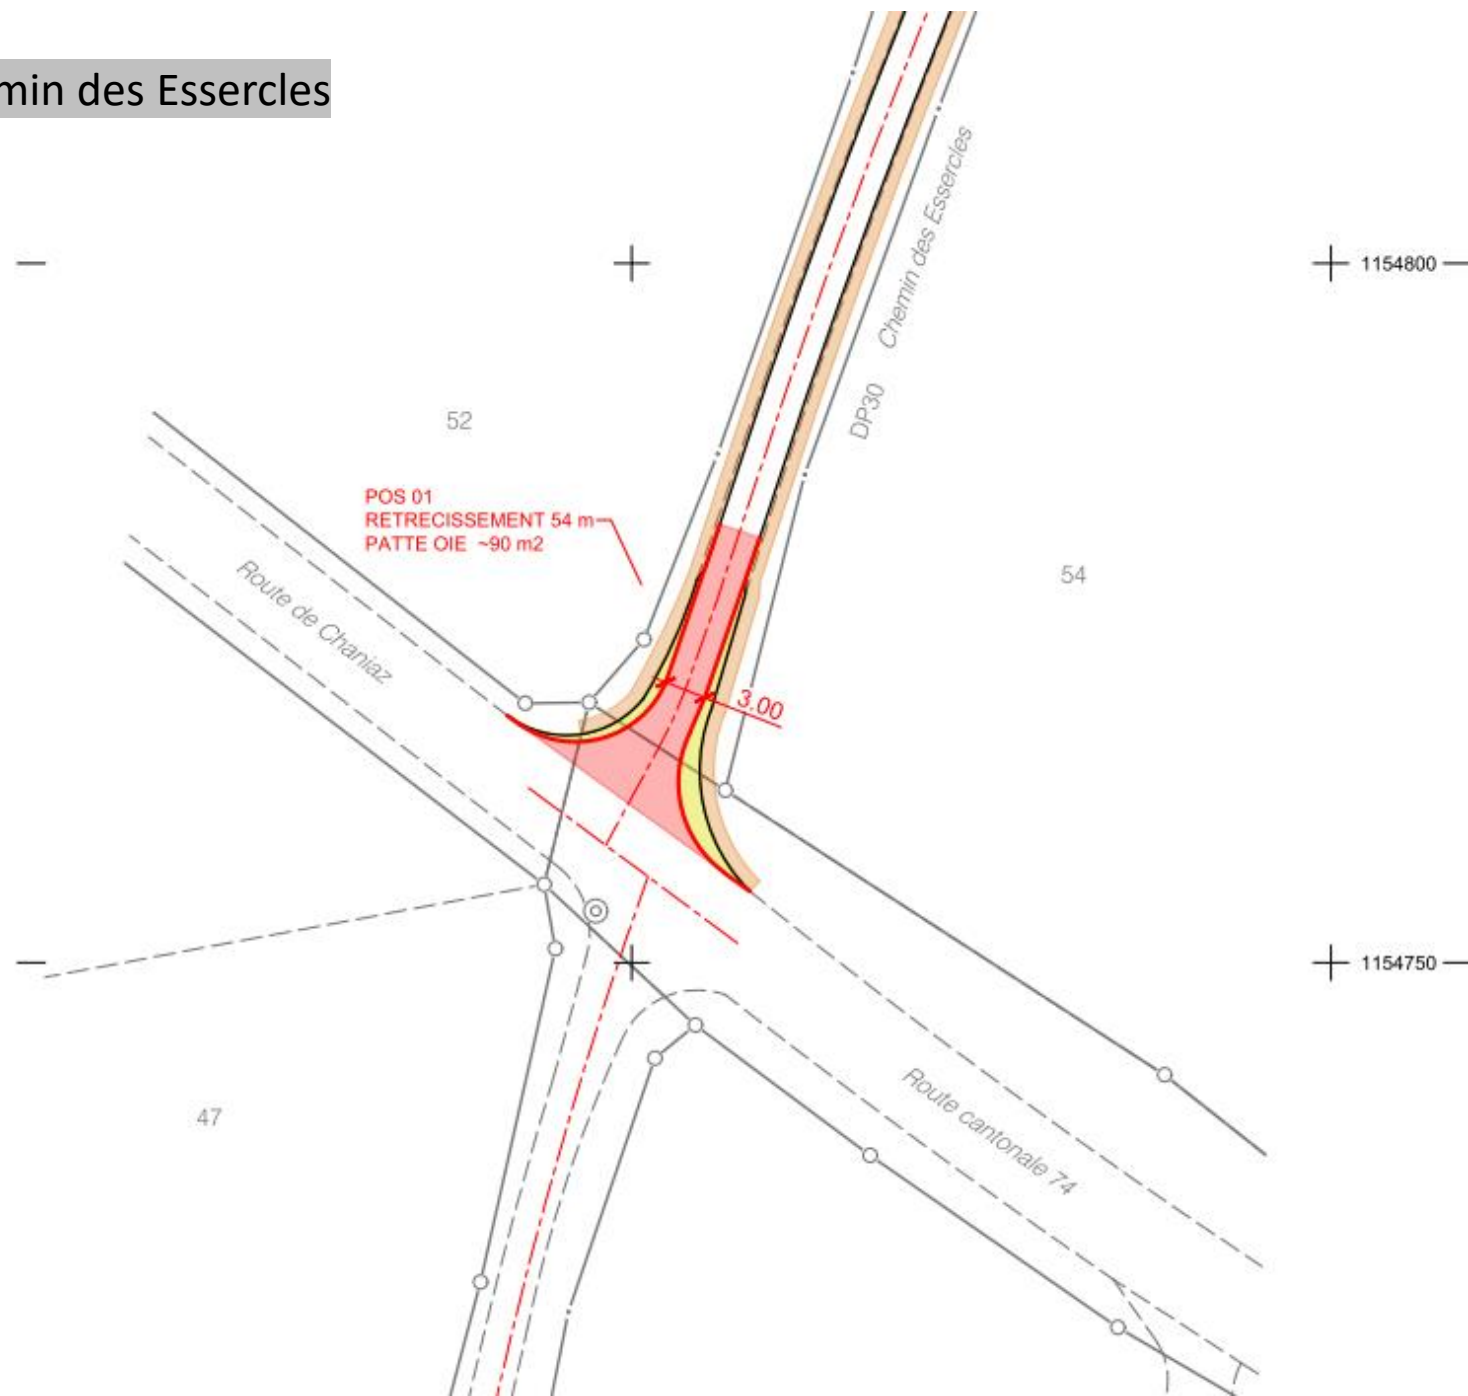 min des Essercles
Chemin des Essercles
1154800
DP30
52
POS 01
RETRECISSEMENT 54 m
PATTE OIE ~90 m2
54
Route de Chaniaz
3.00
1154750
Route cantonale 74
47